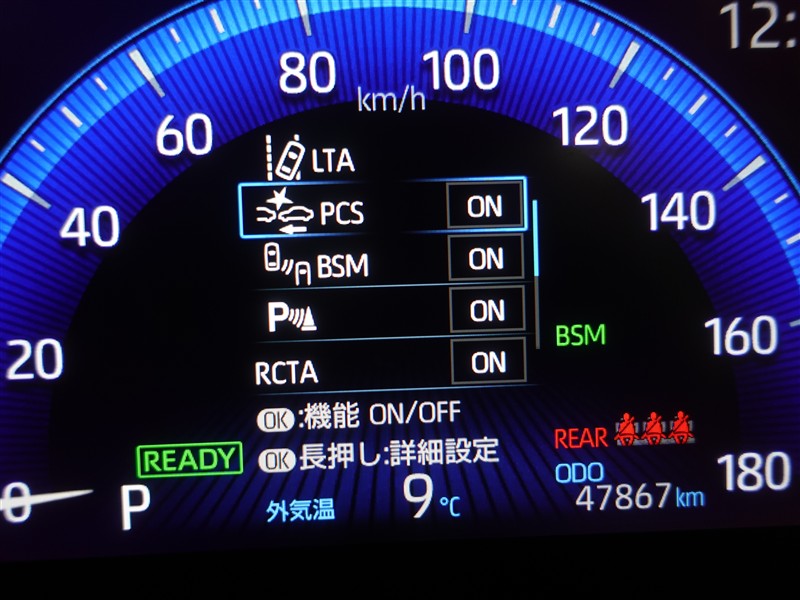 12:
80
100
km/h
60
120
LTA
40
PCS ON
140
BSM ON
P ON
BSM
160
20
RCTA ON
OK:機能 ON/OFF
READY
OK長押し:詳細設定
REAR
0
P
外気温 9℃
ODO
47867km
180